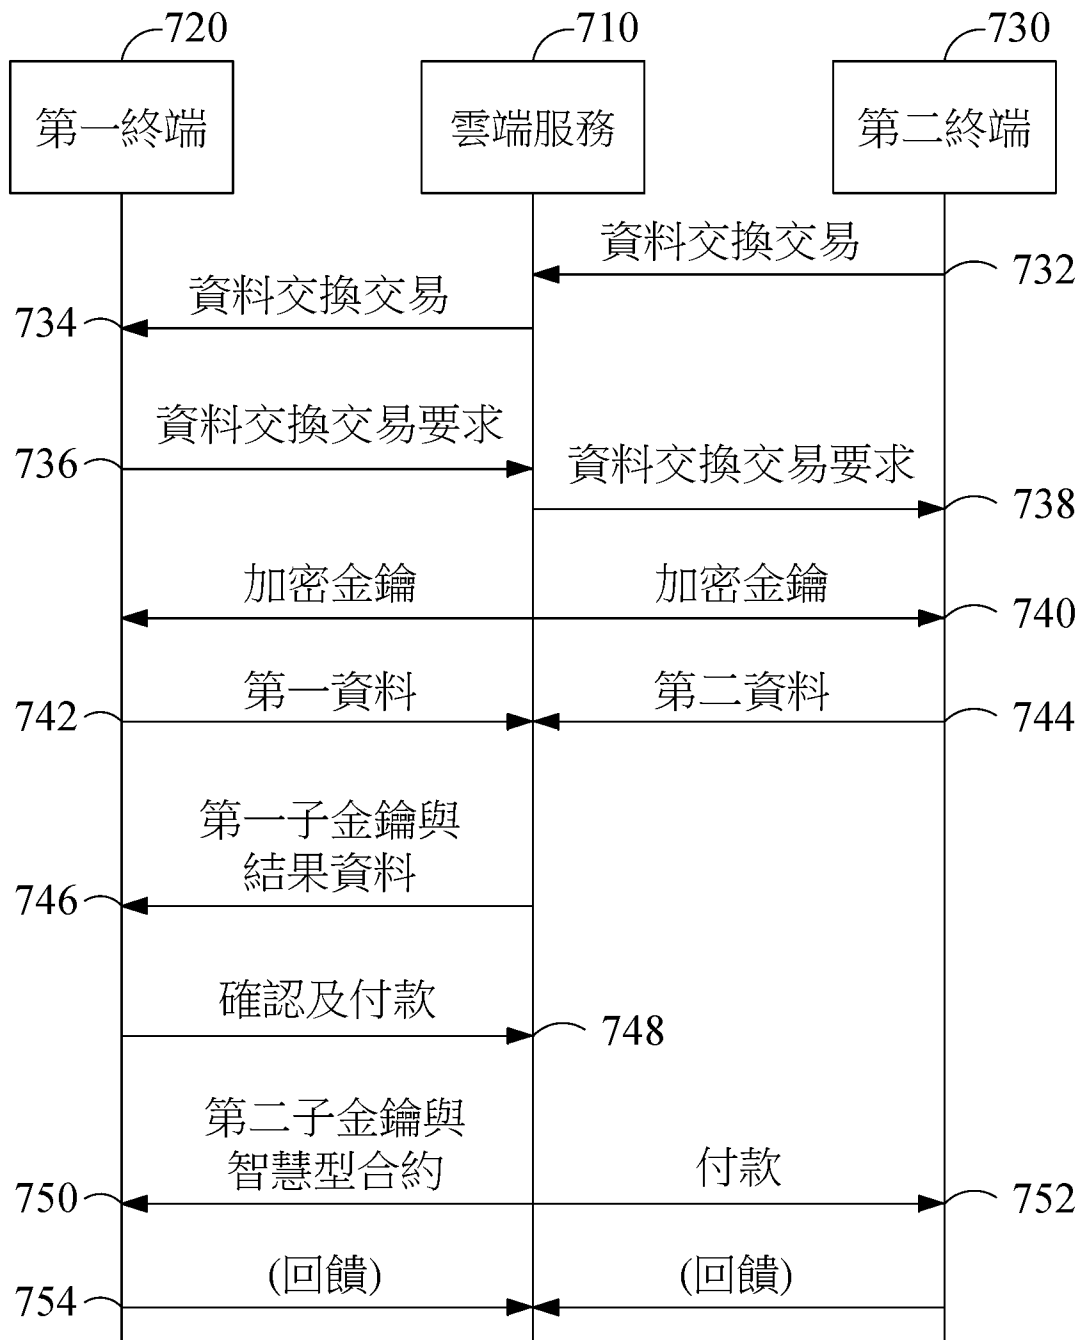 720
710
730
第一終端
雲端服務
第二終端
資料交換交易
732
資料交換交易
734
資料交換交易要求
736
資料交換交易要求
738
加密金鑰
加密金鑰
740
第一資料
第二資料
742
744
第一子金鑰與
結果資料
746
確認及付款
748
第二子金鑰與
智慧型合約
付款
750
752
(回饋)
(回饋)
754